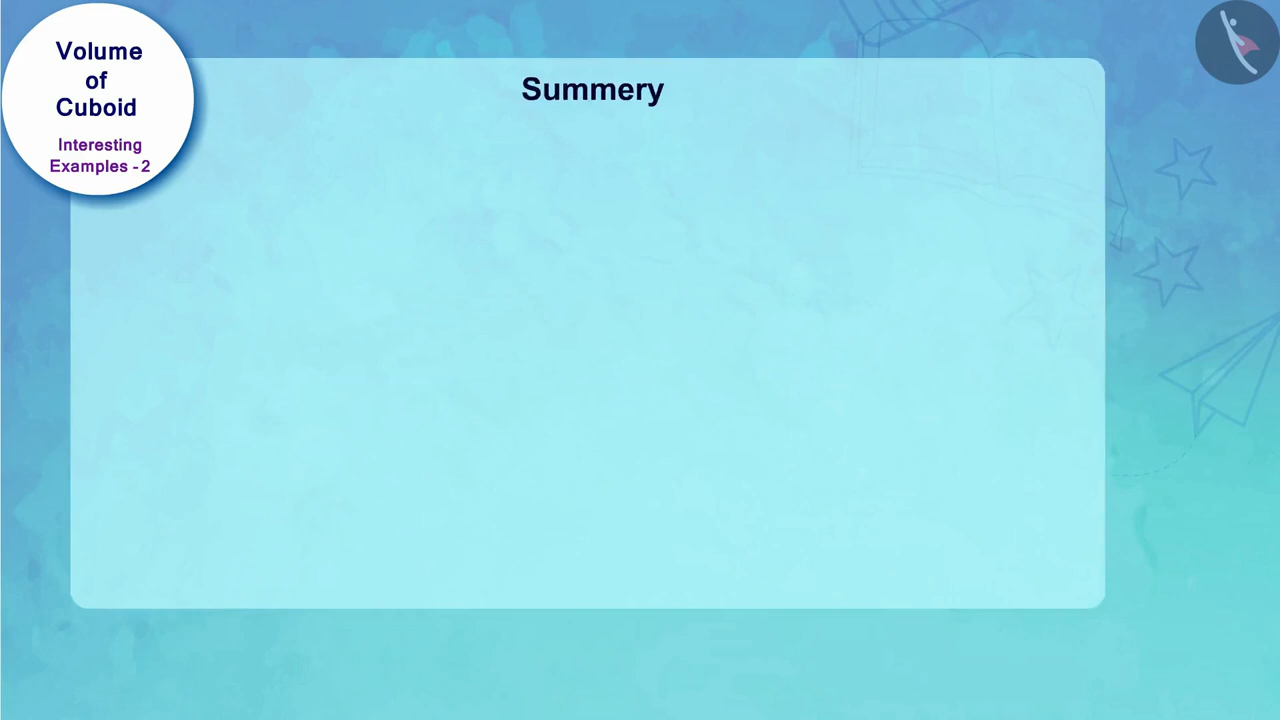 Volume
of
Cuboid
Interesting
Examples - 2
Summery